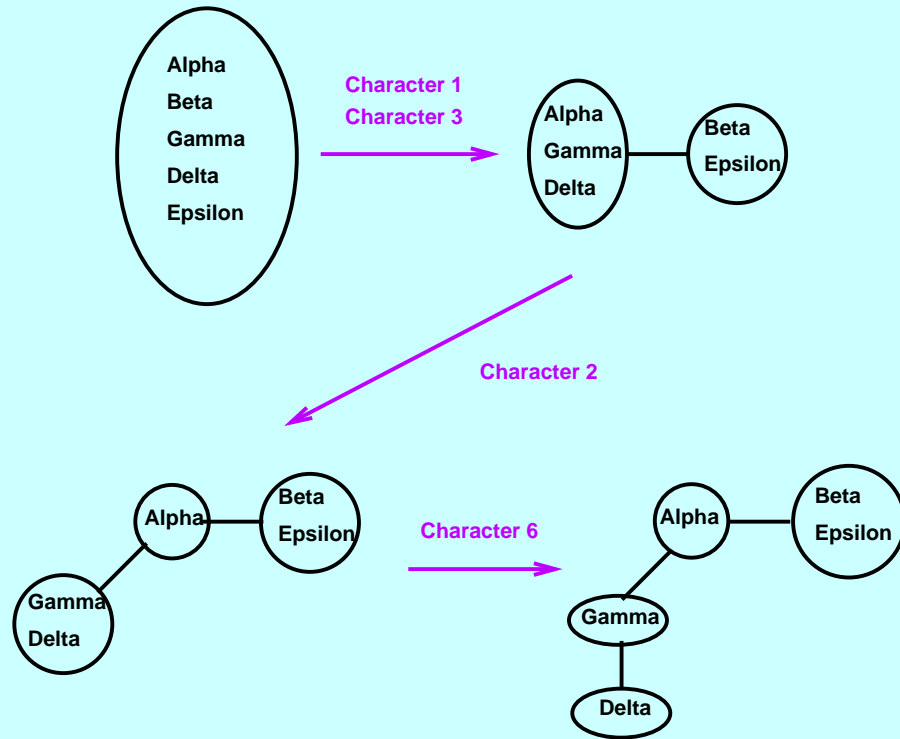 Alpha
Beta
Gamma
Delta
Epsilon
Character 1
Character 3
Alpha
Gamma
Delta
Beta
Epsilon
Character 2
Alpha
Beta
Epsilon
Gamma
Delta
Character 6
Alpha
Beta
Epsilon
Gamma
Delta